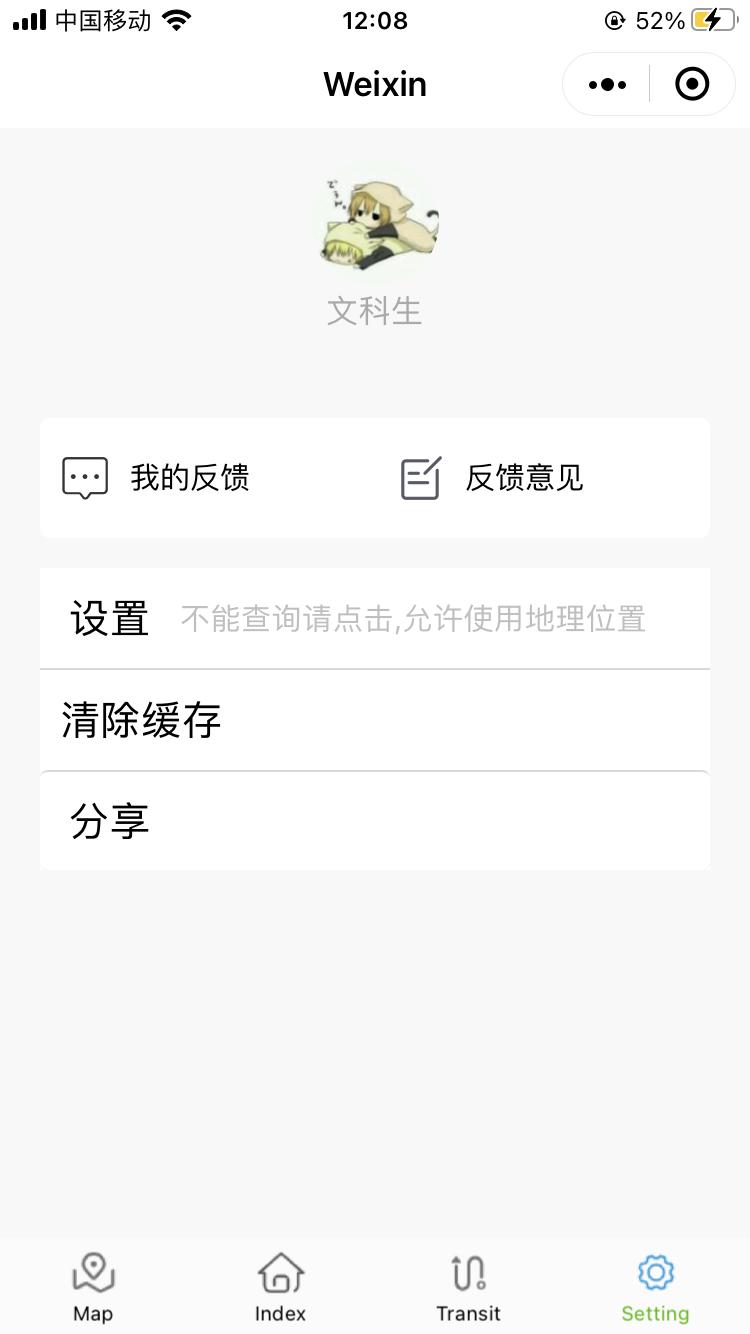 中国移动 12:08 52%
Weixin
文科生
我的反馈 反馈意见
设置 不能查询请点击,允许使用地理位置
清除缓存
分享
Map Index Transit Setting